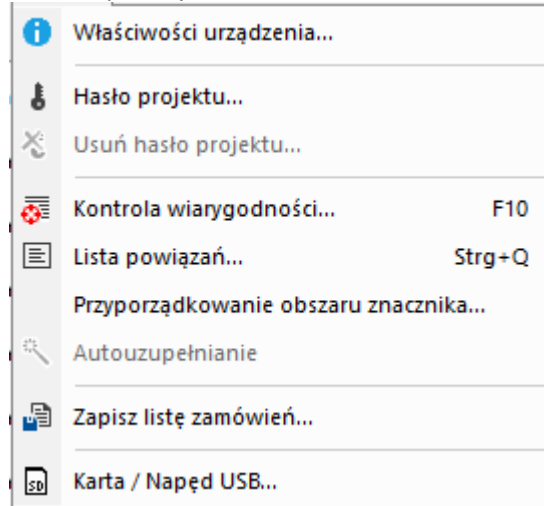 Właściwości urządzenia...
Hasło projektu...
Usuń hasło projektu...
Kontrola wiarygodności... F10
Lista powiązań... Strg+Q
Przyporządkowanie obszaru znacznika...
Autouzupełnianie
Zapisz listę zamówień...
SD Karta / Napęd USB...